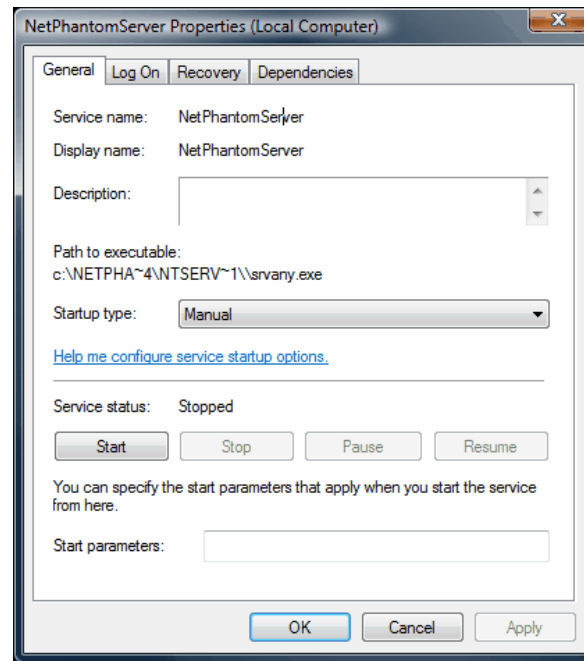 NetPhantomServer Properties (Local Computer)
General Log On Recovery Dependencies
Service name: NetPhantomServer
Display name: NetPhantomServer
Description:
Path to executable:
c:\NETPHA~4\NTSERV~1\\srvany.exe
Startup type: Manual
Help me configure service startup options.
Service status: Stopped
Start Stop Pause Resume
You can specify the start parameters that apply when you start the service
from here.
Start parameters:
OK Cancel Apply